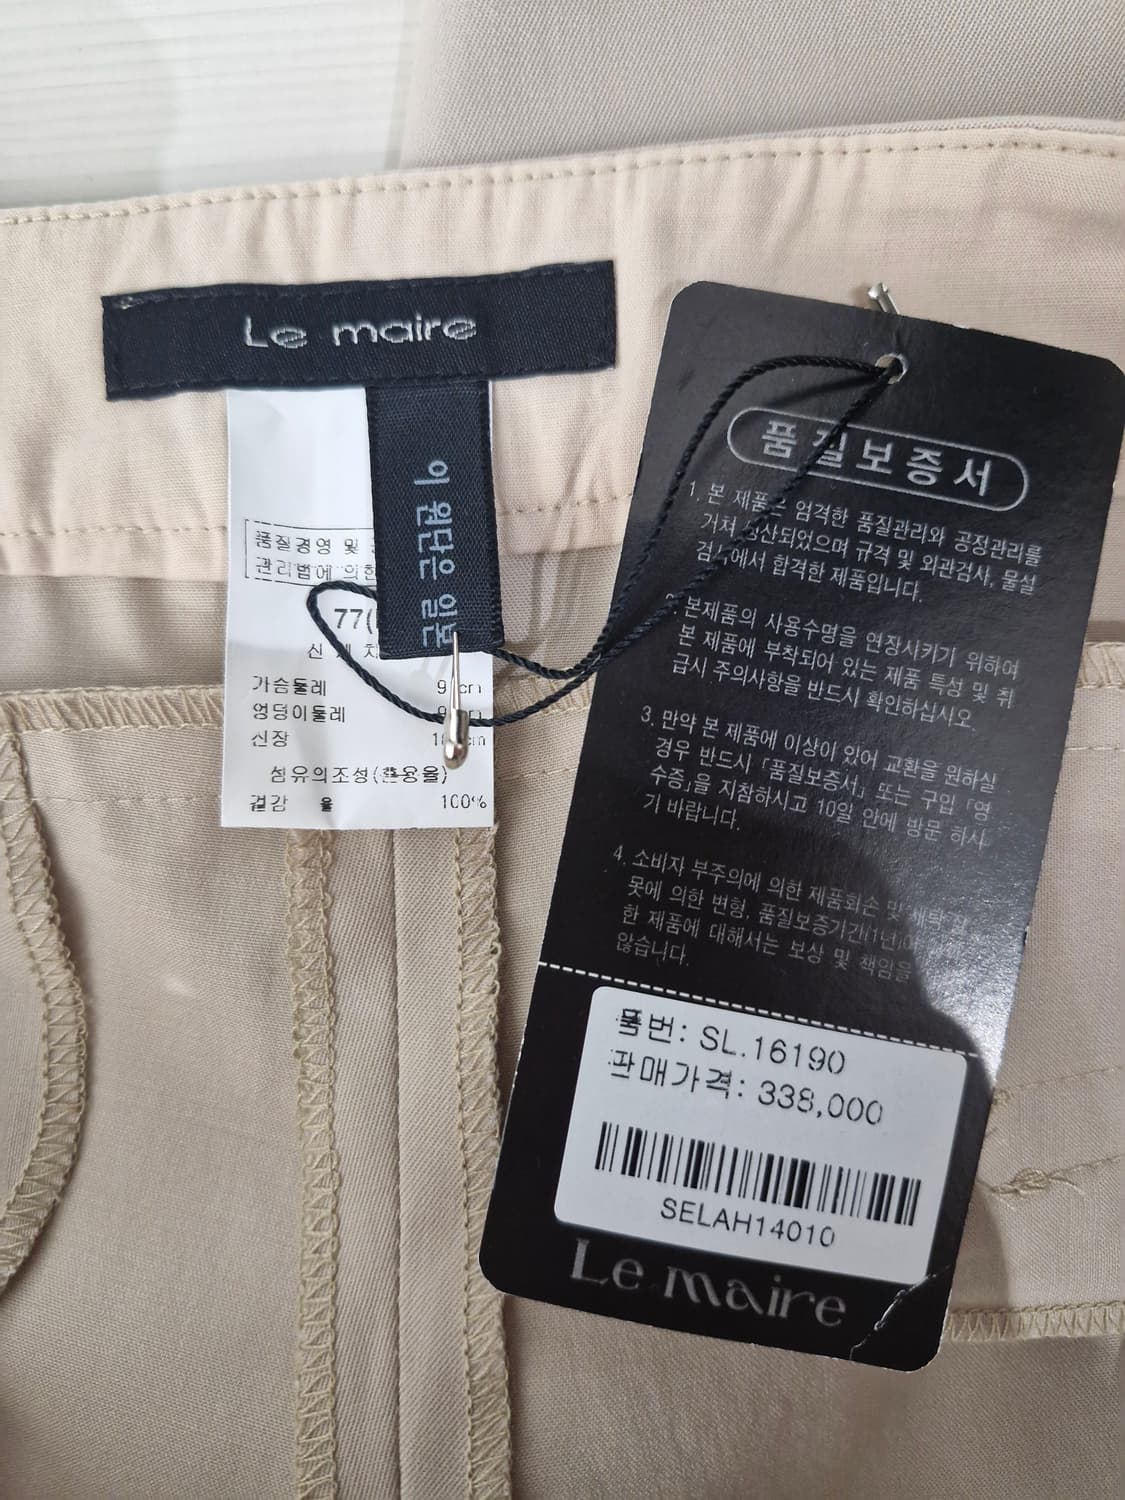 Le maire
이 원단은 일본
품질경영 및
관리법에 의한
77(
신 체 치
가슴둘레 9 cm
엉덩이둘레 9 cm
신장 1 cm
섬유의조성(혼용율)
겉감 울 100%
품질보증서
1. 본 제품은 엄격한 품질관리와 공정관리를
거쳐 생산되었으며 규격 및 외관검사, 물성
검사에서 합격한 제품입니다.
2. 본제품의 사용수명을 연장시키기 위하여
본 제품에 부착되어 있는 제품 특성 및 취
급시 주의사항을 반드시 확인하십시오.
3. 만약 본 제품에 이상이 있어 교환을 원하실
경우 반드시 「품질보증서」 또는 구입 「영
수증」을 지참하시고 10일 안에 방문 하시
기 바랍니다.
4. 소비자 부주의에 의한 제품훼손 및 세탁 잘
못에 의한 변형, 품질보증기간(1년)이
한 제품에 대해서는 보상 및 책임을
않습니다.
품번: SL.16190
판매가격: 338,000
SELAH14010
Le maire